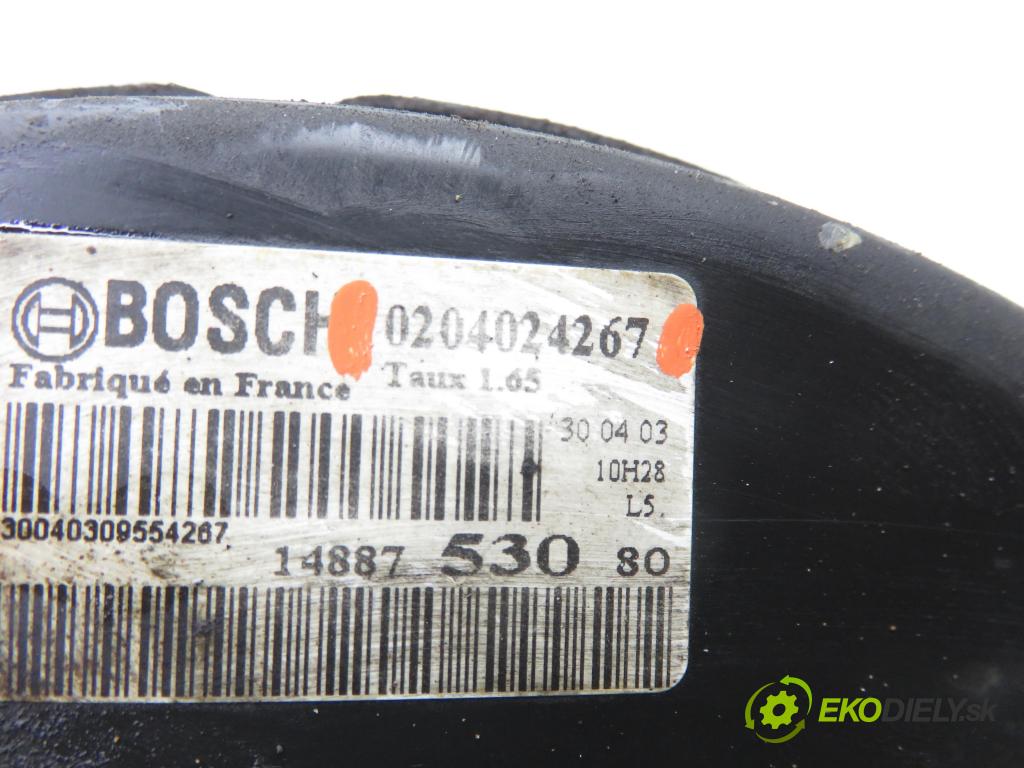 BOSCH 0204024267
Fabriqué en France Taux 1.65
30 04 03
10H28
L5.
30040309554267
14887 530 80
EKODIELY.sk